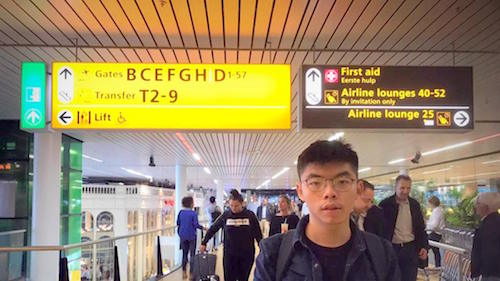 Gates B C E F G H D 1-57
Transfer T2-9
Lift
First aid
Eerste hulp
Airline lounges 40-52
By invitation only
Airline lounge 25